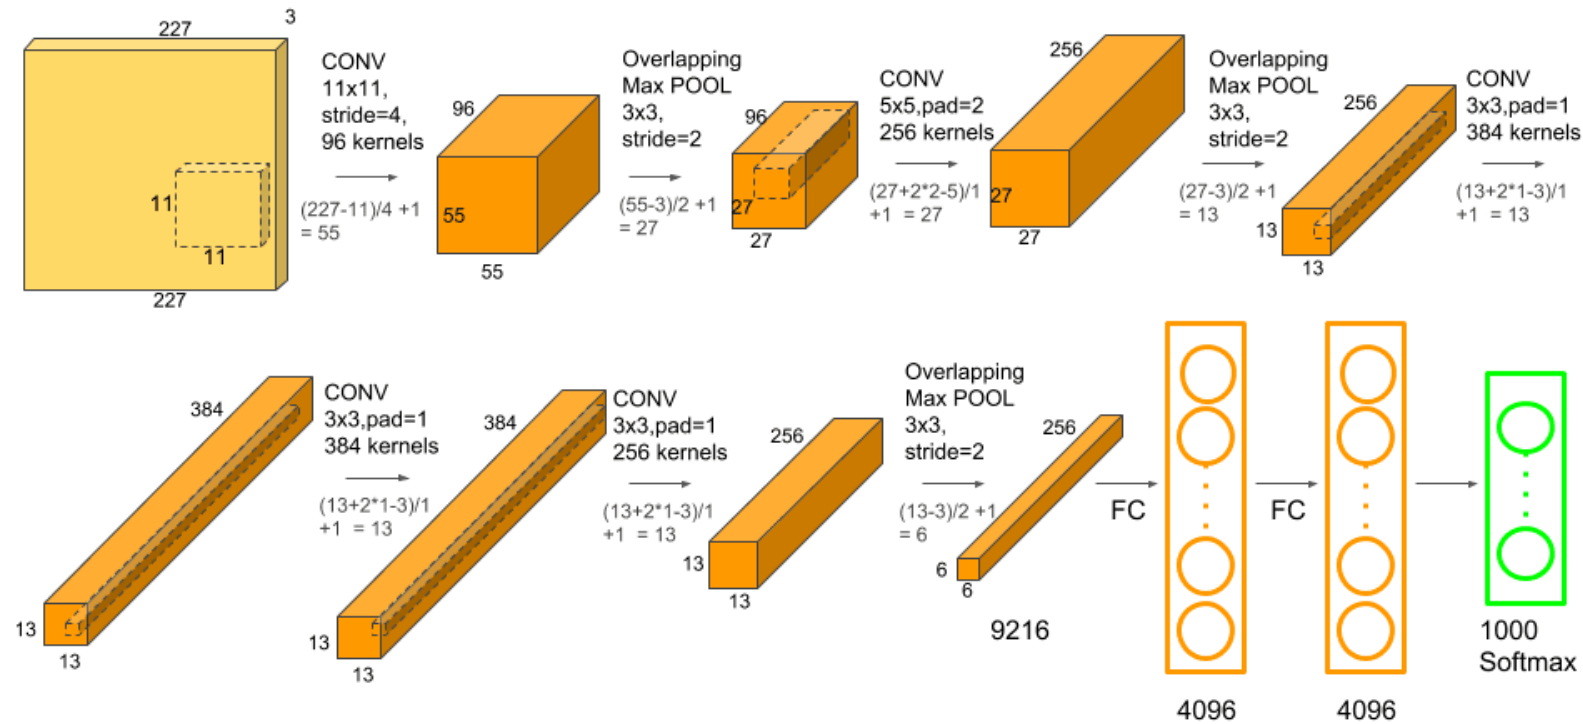 227
3
11
11
227
CONV
11x11,
stride=4,
96 kernels
(227-11)/4 +1
= 55
96
55
55
Overlapping
Max POOL
3x3,
stride=2
(55-3)/2 +1
= 27
96
27
27
CONV
5x5,pad=2
256 kernels
(27+2*2-5)/1
+1 = 27
256
27
27
Overlapping
Max POOL
3x3,
stride=2
(27-3)/2 +1
= 13
256
13
13
CONV
3x3,pad=1
384 kernels
(13+2*1-3)/1
+1 = 13
384
13
13
CONV
3x3,pad=1
384 kernels
(13+2*1-3)/1
+1 = 13
384
13
13
CONV
3x3,pad=1
256 kernels
(13+2*1-3)/1
+1 = 13
256
13
13
Overlapping
Max POOL
3x3,
stride=2
(13-3)/2 +1
= 6
256
6
6
9216
FC
4096
FC
4096
1000
Softmax